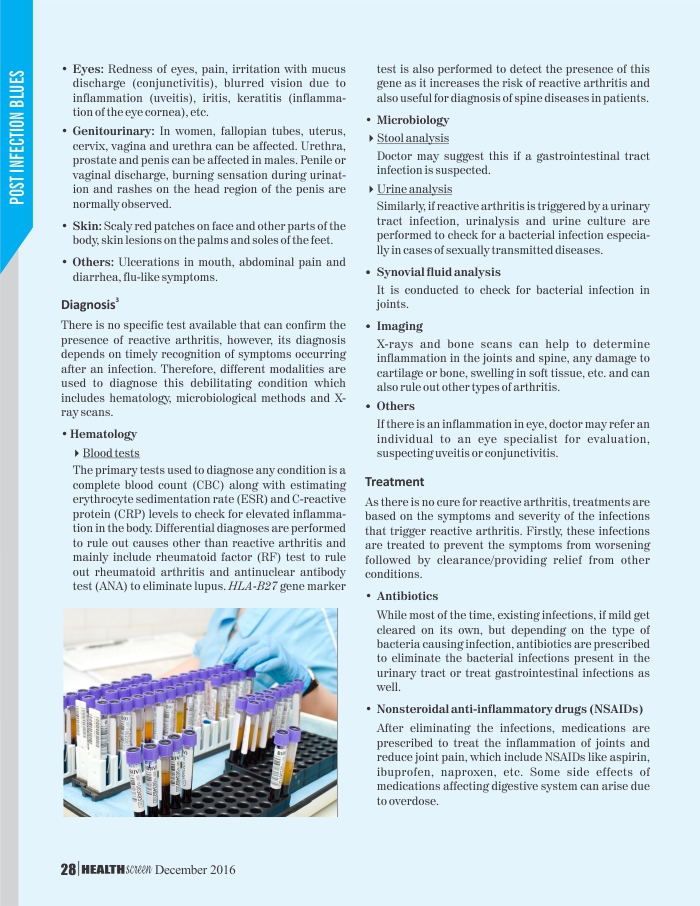 POST INFECTION BLUES
• Eyes: Redness of eyes, pain, irritation with mucus
discharge (conjunctivitis), blurred vision due to
inflammation (uveitis), iritis, keratitis (inflamma-
tion of the eye cornea), etc.
• Genitourinary: In women, fallopian tubes, uterus,
cervix, vagina and urethra can be affected. Urethra,
prostate and penis can be affected in males. Penile or
vaginal discharge, burning sensation during urinat-
ion and rashes on the head region of the penis are
normally observed.
• Skin: Scaly red patches on face and other parts of the
body, skin lesions on the palms and soles of the feet.
• Others: Ulcerations in mouth, abdominal pain and
diarrhea, flu-like symptoms.
Diagnosis³
There is no specific test available that can confirm the
presence of reactive arthritis, however, its diagnosis
depends on timely recognition of symptoms occurring
after an infection. Therefore, different modalities are
used to diagnose this debilitating condition which
includes hematology, microbiological methods and X-
ray scans.
• Hematology
Blood tests
The primary tests used to diagnose any condition is a
complete blood count (CBC) along with estimating
erythrocyte sedimentation rate (ESR) and C-reactive
protein (CRP) levels to check for elevated inflamma-
tion in the body. Differential diagnoses are performed
to rule out causes other than reactive arthritis and
mainly include rheumatoid factor (RF) test to rule
out rheumatoid arthritis and antinuclear antibody
test (ANA) to eliminate lupus. HLA-B27 gene marker
test is also performed to detect the presence of this
gene as it increases the risk of reactive arthritis and
also useful for diagnosis of spine diseases in patients.
• Microbiology
Stool analysis
Doctor may suggest this if a gastrointestinal tract
infection is suspected.
Urine analysis
Similarly, if reactive arthritis is triggered by a urinary
tract infection, urinalysis and urine culture are
performed to check for a bacterial infection especia-
lly in cases of sexually transmitted diseases.
• Synovial fluid analysis
It is conducted to check for bacterial infection in
joints.
• Imaging
X-rays and bone scans can help to determine
inflammation in the joints and spine, any damage to
cartilage or bone, swelling in soft tissue, etc. and can
also rule out other types of arthritis.
• Others
If there is an inflammation in eye, doctor may refer an
individual to an eye specialist for evaluation,
suspecting uveitis or conjunctivitis.
Treatment
As there is no cure for reactive arthritis, treatments are
based on the symptoms and severity of the infections
that trigger reactive arthritis. Firstly, these infections
are treated to prevent the symptoms from worsening
followed by clearance/providing relief from other
conditions.
• Antibiotics
While most of the time, existing infections, if mild get
cleared on its own, but depending on the type of
bacteria causing infection, antibiotics are prescribed
to eliminate the bacterial infections present in the
urinary tract or treat gastrointestinal infections as
well.
• Nonsteroidal anti-inflammatory drugs (NSAIDs)
After eliminating the infections, medications are
prescribed to treat the inflammation of joints and
reduce joint pain, which include NSAIDs like aspirin,
ibuprofen, naproxen, etc. Some side effects of
medications affecting digestive system can arise due
to overdose.
28 HEALTHscreen December 2016